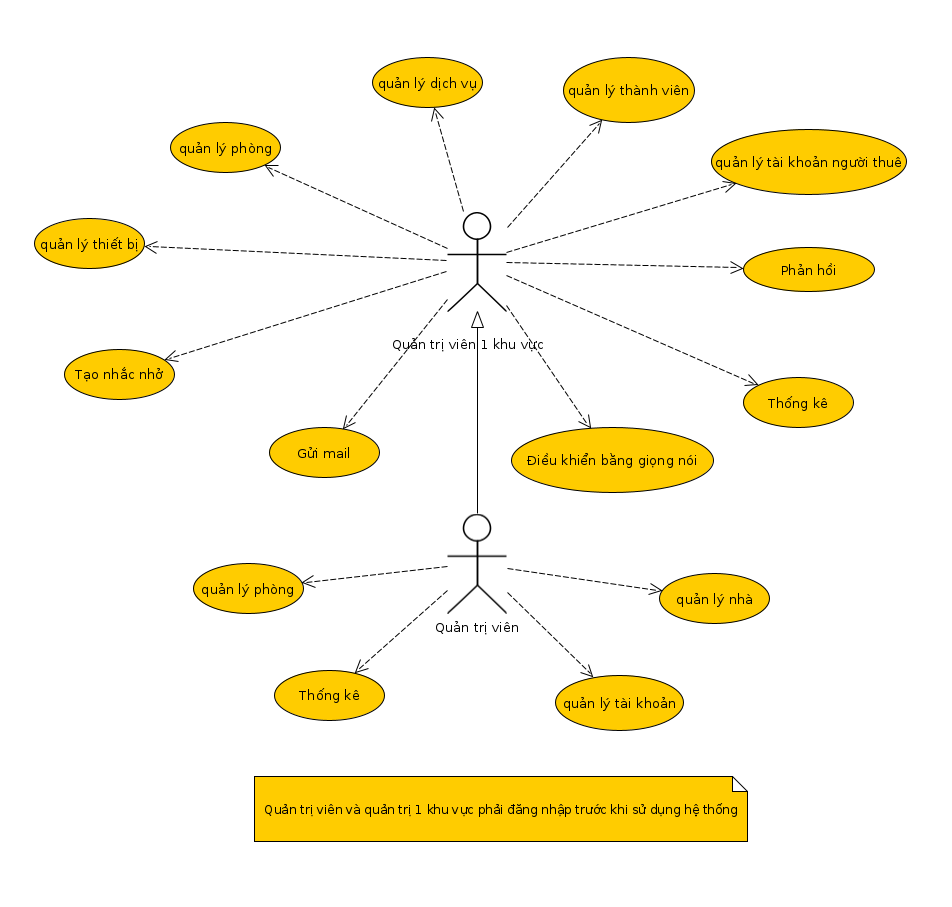 quản lý dịch vụ
quản lý thành viên
quản lý phòng
quản lý tài khoản người thuê
quản lý thiết bị
Phản hồi
Quản trị viên 1 khu vực
Tạo nhắc nhở
Thống kê
Gửi mail
Điều khiển bằng giọng nói
quản lý phòng
quản lý nhà
Quản trị viên
Thống kê
quản lý tài khoản
Quản trị viên và quản trị 1 khu vực phải đăng nhập trước khi sử dụng hệ thống